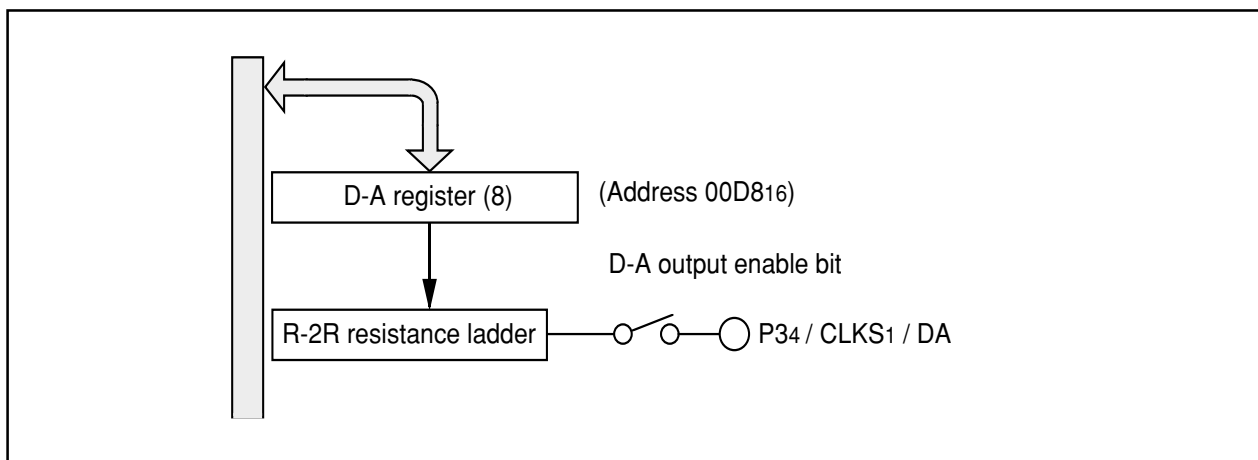 D-A register (8)
(Address 00D816)
D-A output enable bit
R-2R resistance ladder
P34 / CLKS1 / DA